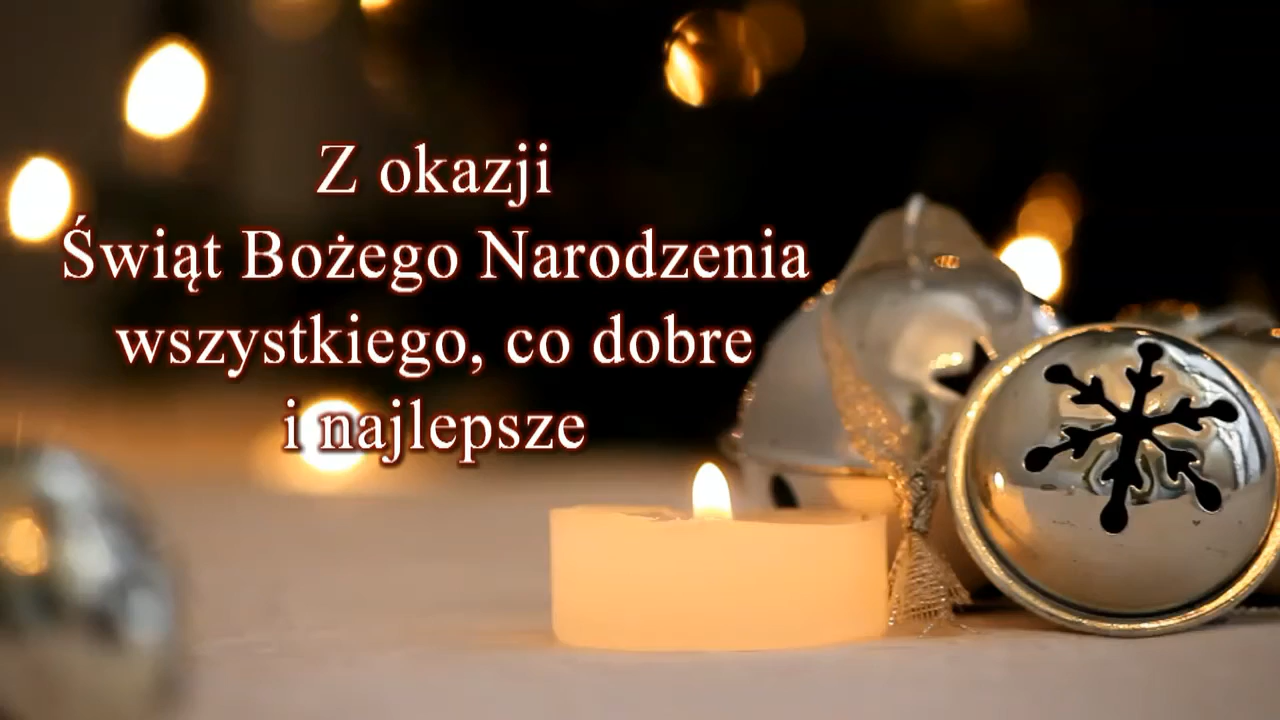 Z okazji
Świąt Bożego Narodzenia
wszystkiego, co dobre
i najlepsze